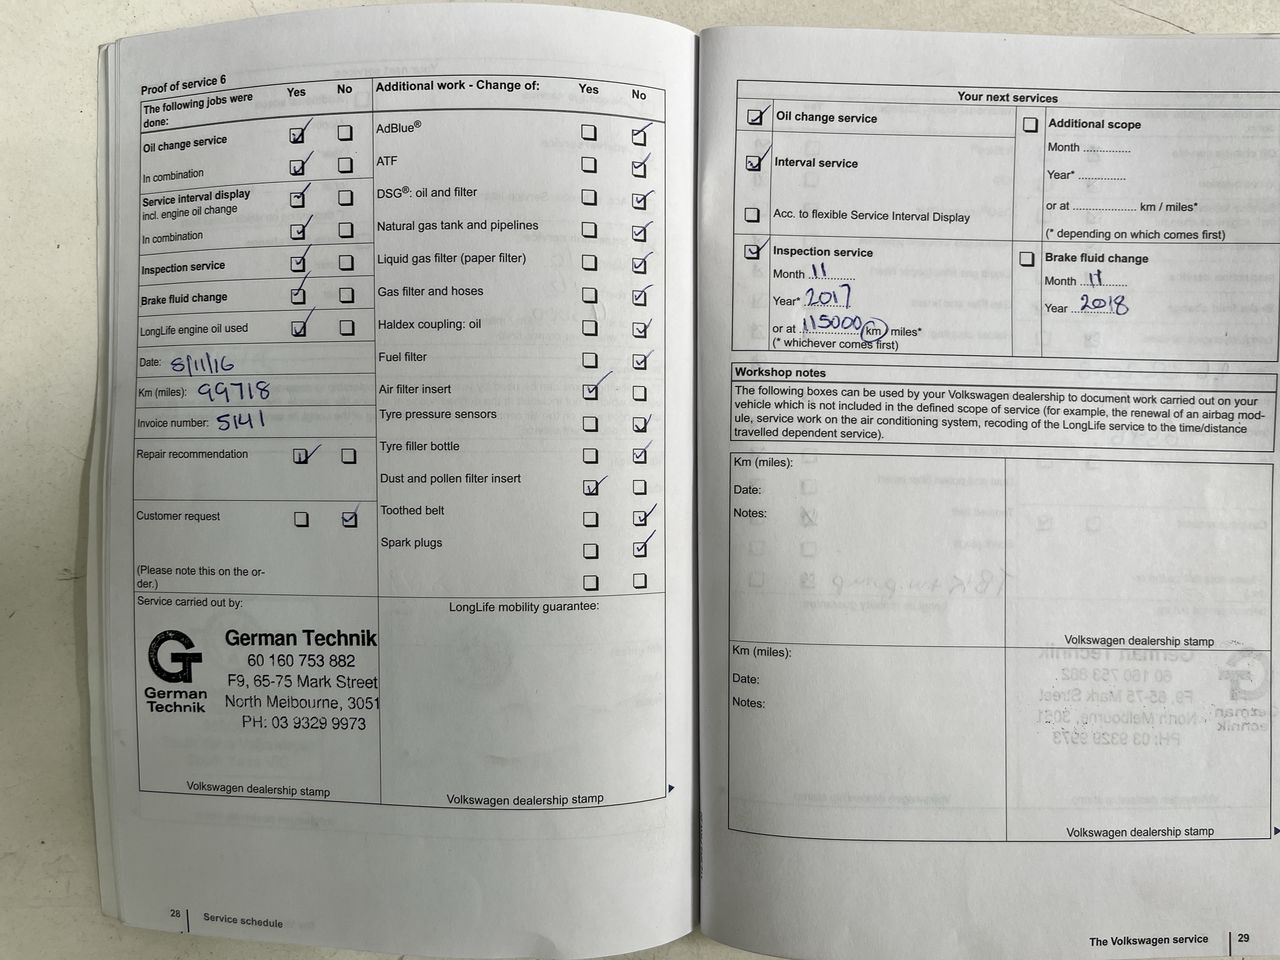 Proof of service 6
The following jobs were done: Yes No
Oil change service
In combination
Service interval display
incl. engine oil change
In combination
Inspection service
Brake fluid change
LongLife engine oil used
Date: 8/11/16
Km (miles): 99718
Invoice number: 5141
Repair recommendation
Customer request
(Please note this on the or-
der.)
Service carried out by:
GT
German
Technik
German Technik
60 160 753 882
F9, 65-75 Mark Street
North Melbourne, 3051
PH: 03 9329 9973
Volkswagen dealership stamp
Additional work - Change of: Yes No
AdBlue®
ATF
DSG®: oil and filter
Natural gas tank and pipelines
Liquid gas filter (paper filter)
Gas filter and hoses
Haldex coupling: oil
Fuel filter
Air filter insert
Tyre pressure sensors
Tyre filler bottle
Dust and pollen filter insert
Toothed belt
Spark plugs
LongLife mobility guarantee:
Volkswagen dealership stamp
28 Service schedule
Your next services
Oil change service
Interval service
Acc. to flexible Service Interval Display
Inspection service
Month 11
Year* 2017
or at 115000 km / miles*
(* whichever comes first)
Additional scope
Month ..............
Year* ..............
or at ................... km / miles*
(* depending on which comes first)
Brake fluid change
Month 11
Year 2018
Workshop notes
The following boxes can be used by your Volkswagen dealership to document work carried out on your
vehicle which is not included in the defined scope of service (for example, the renewal of an airbag mod-
ule, service work on the air conditioning system, recoding of the LongLife service to the time/distance
travelled dependent service).
Km (miles):
Date:
Notes:
Volkswagen dealership stamp
Km (miles):
Date:
Notes:
Volkswagen dealership stamp
The Volkswagen service 29